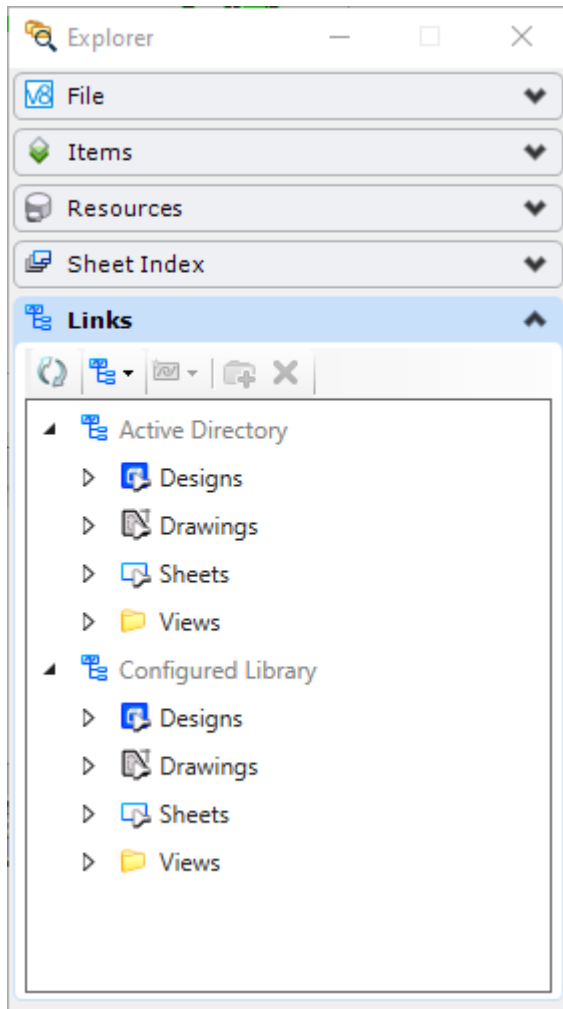 Explorer
V8 File
Items
Resources
Sheet Index
Links
Active Directory
Designs
Drawings
Sheets
Views
Configured Library
Designs
Drawings
Sheets
Views